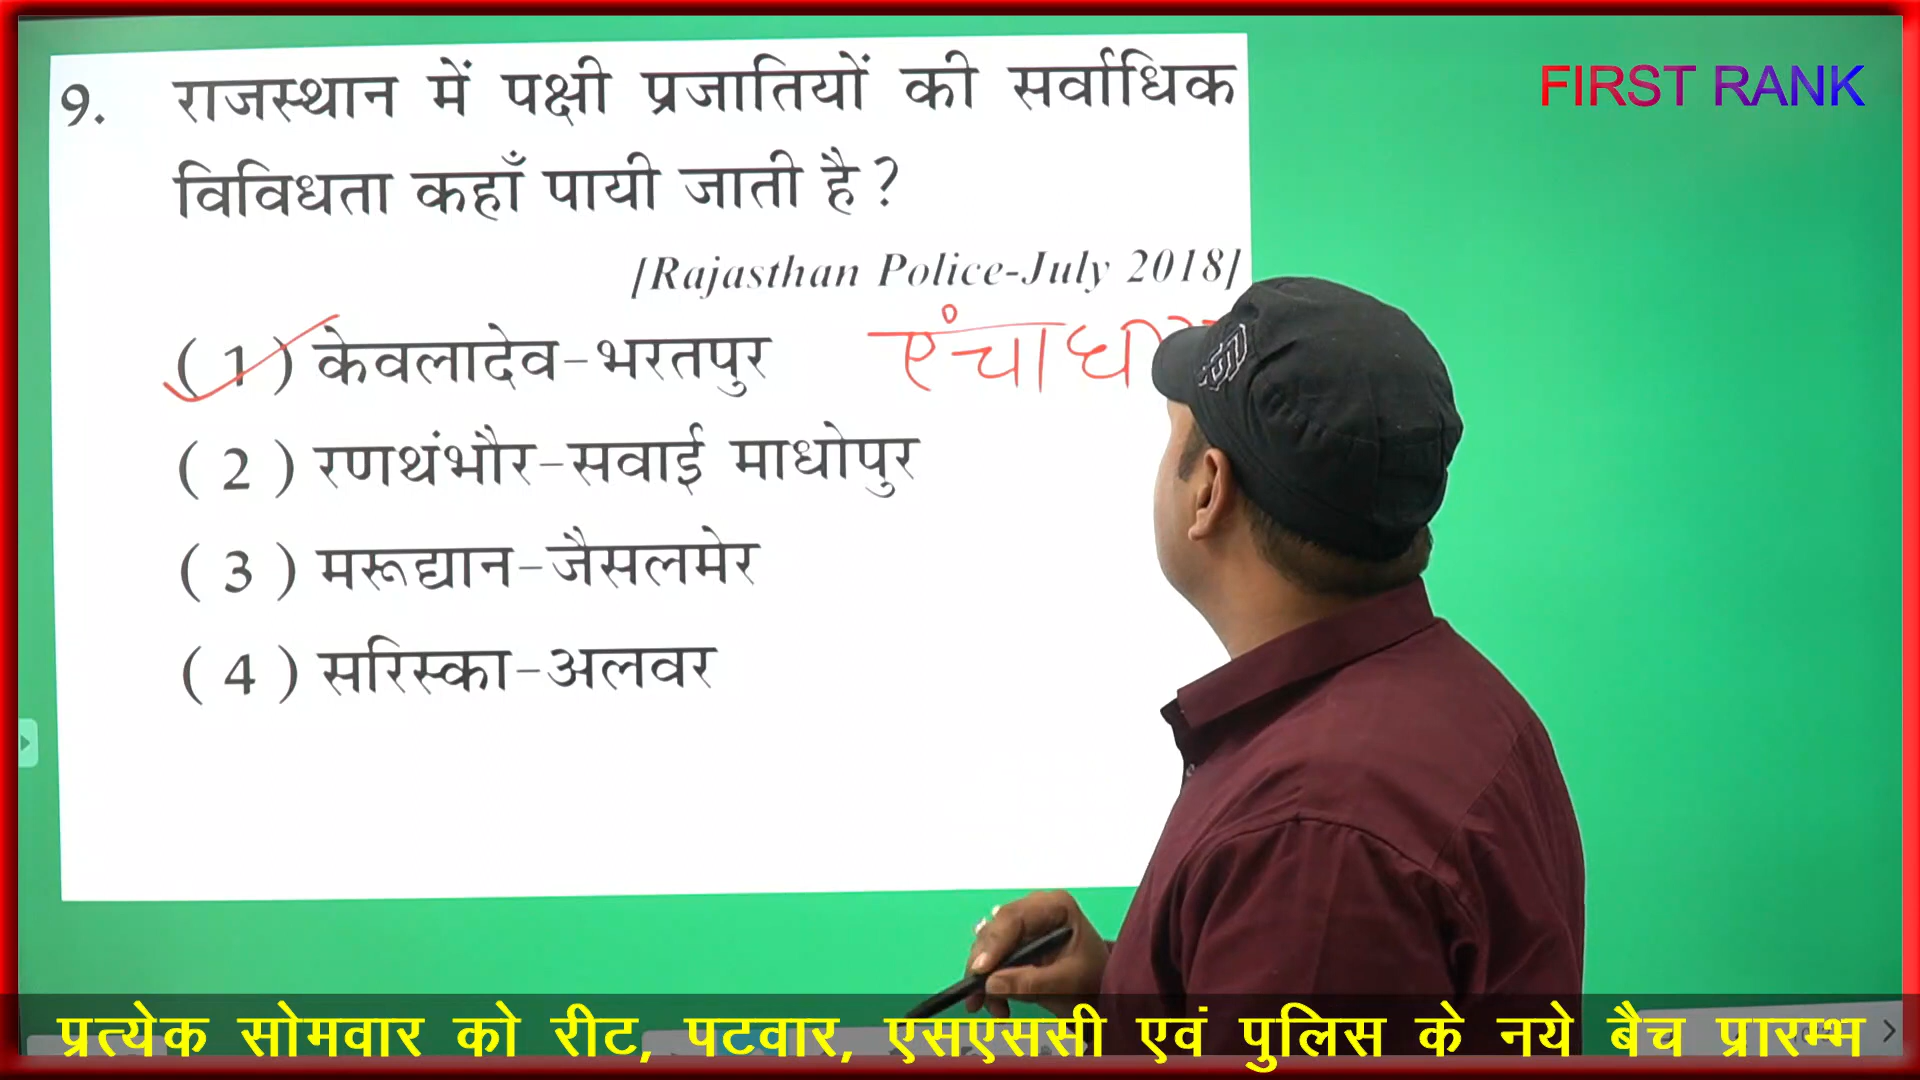 FIRST RANK
9. राजस्थान में पक्षी प्रजातियों की सर्वाधिक
विविधता कहाँ पायी जाती है ?
[Rajasthan Police-July 2018]
( 1 ) केवलादेव-भरतपुर
( 2 ) रणथंभौर-सवाई माधोपुर
( 3 ) मरूद्यान-जैसलमेर
( 4 ) सरिस्का-अलवर
प्रत्येक सोमवार को रीट, पटवार, एसएससी एवं पुलिस के नये बैच प्रारम्भ